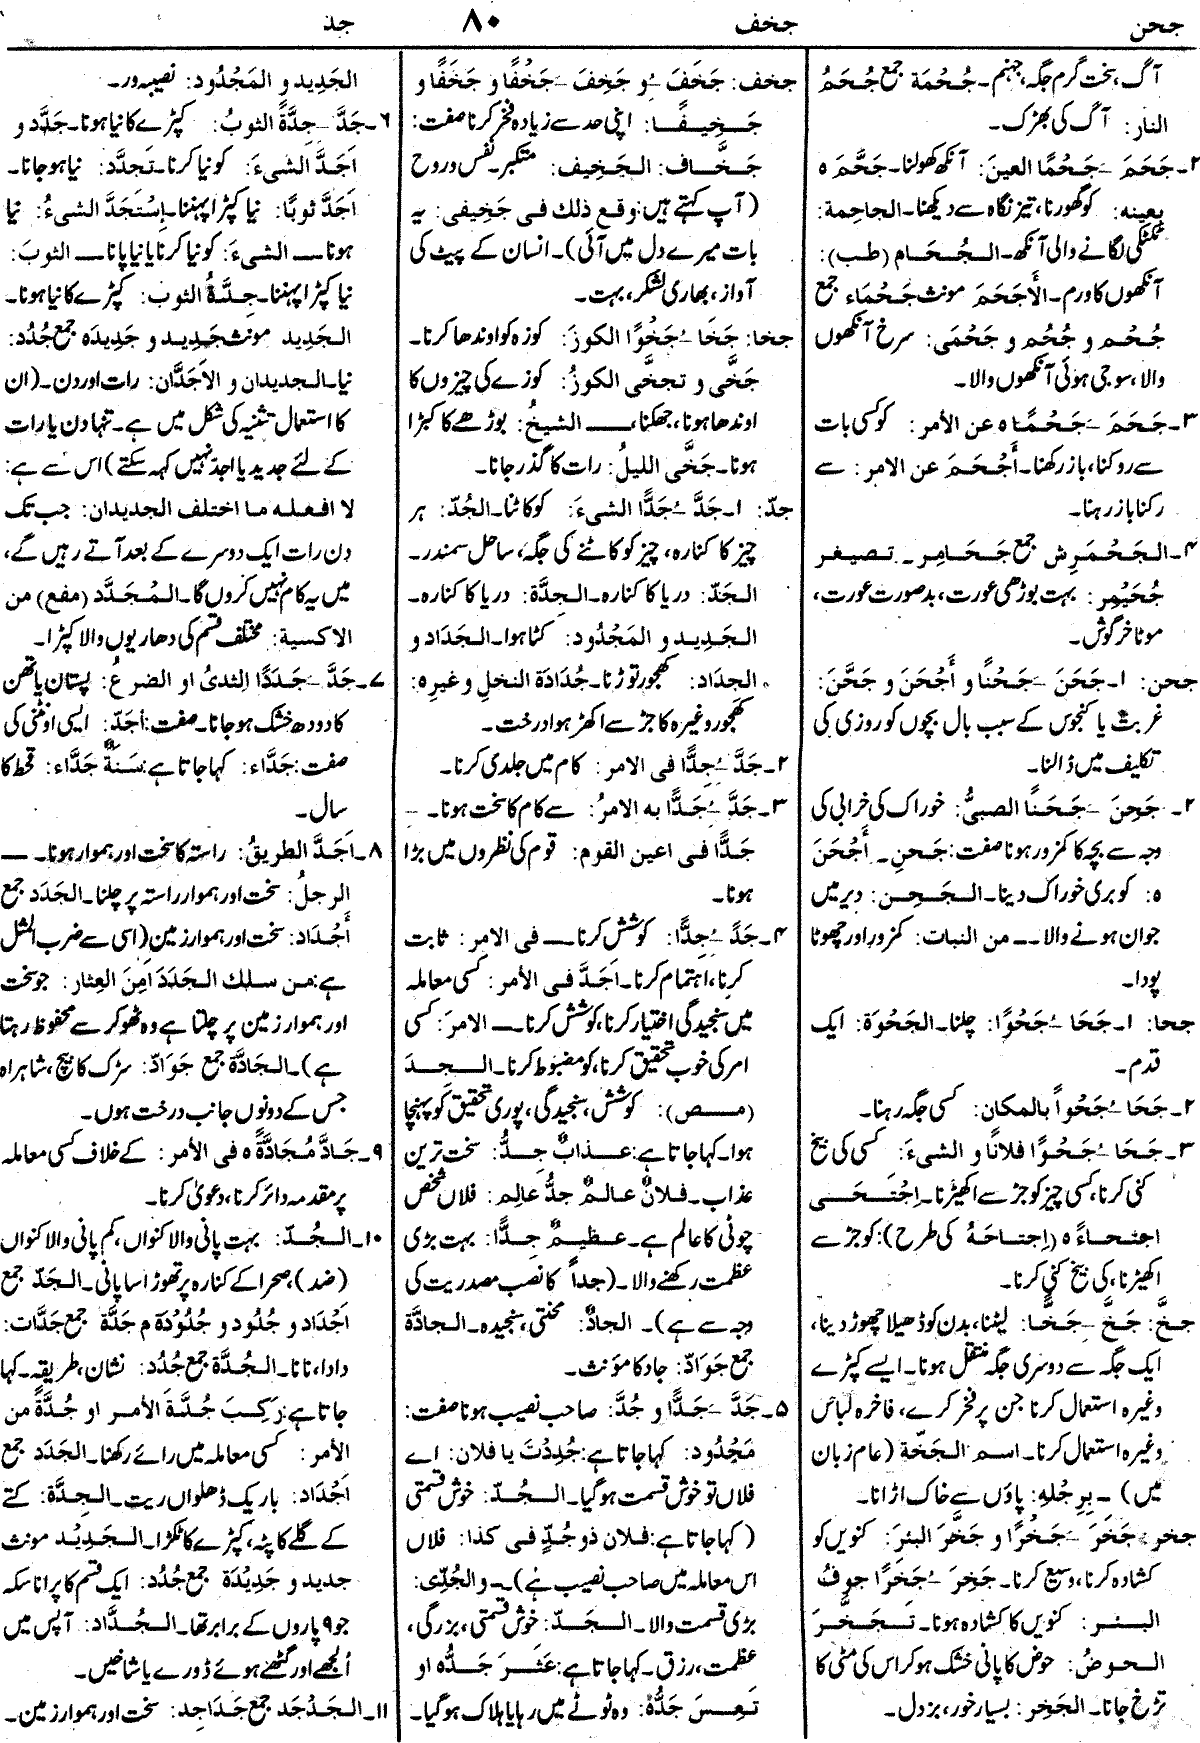 جحن
جخف
۸۰
جد
آگ، سخت گرم جگہ، جہنم۔ جُحْمَة جمع جُحَمُ
النار: آگ کی بھڑک۔
۲۔ جَحَمَ ـَ جَحْمًا العینَ: آنکھ کھولنا۔ جَحَّمَ ہ
بعینه: کو گھورنا، تیز نگاہ سے دیکھنا۔ الجاحِمة:
ٹکٹکی لگانے والی آنکھ۔ الجُحَام (طب):
آنکھوں کا ورم۔ الأجْحَم مونث جَحْمَاء جمع
جُحْم و جُحُم و جَحْمَی: سرخ آنکھوں
والا، سوجی ہوئی آنکھوں والا۔
۳۔ جَحَمَ ـَ جَحْمًا ہ عن الأمر: کو کسی بات
سے روکنا، باز رکھنا۔ أجْحَمَ عن الامر: سے
رکنا باز رہنا۔
۴۔ الجَحْمَرِش جمع جَحَامِر۔ تصغیر
جُحَيْمِر: بہت بوڑھی عورت، بدصورت عورت،
موٹا خرگوش۔
جحن: ۱۔ جَحَنَ ـَ جَحْنًا و أَجْحَنَ و جَحَّنَ:
غربت یا کنجوسی کے سبب بال بچوں کو روزی کی
تکلیف میں ڈالنا۔
۲۔ جَحِنَ ـَ جَحَنًا الصبیُّ: خوراک کی خرابی کی
وجہ سے بچہ کا کمزور ہونا صفت: جَحِن۔ أَجْحَنَ
ہ: کو بری خوراک دینا۔ الجَحِن: دیر میں
جوان ہونے والا۔ — من النبات: کمزور اور چھوٹا
پودا۔
جحا: ۱۔ جَحَا ـُ جَحْوًا: چلنا۔ الجَحْوَة: ایک
قدم۔
۲۔ جَحَا ـُ جَحْواً بالمکان: کسی جگہ رہنا۔
۳۔ جَحَا ـُ جَحْوًا فلانًا و الشیءَ: کسی کی بیخ
کنی کرنا، کسی چیز کو جڑ سے اکھیڑنا۔ اِجْتَحَی
اجتحاءً ہ (اِجتاحَهُ کی طرح): کو جڑ سے
اکھیڑنا، کی بیخ کنی کرنا۔
جخّ: جَخَّ ـَ جَخًّا: لیٹنا، بدن کو ڈھیلا چھوڑ دینا،
ایک جگہ سے دوسری جگہ منتقل ہونا۔ ایسے کپڑے
وغیرہ استعمال کرنا جن پر فخر کرے، فاخرہ لباس
وغیرہ استعمال کرنا۔ اسم الجَخّة (عام زبان
میں) — بِرِجْلِهِ: پاؤں سے خاک اڑانا۔
جخر: جَخَرَ ـَ جَخْرًا و جَخَّرَ البئرَ: کنویں کو
کشادہ کرنا، وسیع کرنا۔ جَخِرَ ـَ جَخَرًا جوفُ
البئر: کنویں کا کشادہ ہونا۔ تَجَخَّرَ
الحوضُ: حوض کا پانی خشک ہو کر اس کی مٹی کا
تڑخ جانا۔ الجَخِر: بسیار خور، بزدل۔
جخف: جَخَفَ ـُ و جَخِفَ ـَ جَخْفًا و جَخَفًا و
جَخِيفًا: اپنی حد سے زیادہ فخر کرنا صفت:
جَخَّاف: الجَخِيف: متکبر۔ نفس و روح
(آپ کہتے ہیں: وقع ذلك فی جَخِيفی: یہ
بات میرے دل میں آئی)۔ انسان کے پیٹ کی
آواز، بھاری لشکر، بہت۔
جخا: جَخَا ـُ جَخْوًا الکوزَ: کوزہ کو اوندھا کرنا۔
جَخَّی و تجخّی الکوزُ: کوزے کی چیزوں کا
اوندھا ہونا، جھکنا، — الشیخُ: بوڑھے کا کبڑا
ہونا۔ جَخَّی اللیلُ: رات کا گذر جانا۔
جدّ: ۱۔ جَدَّ ـُ جَدًّا الشیءَ: کو کاٹنا۔ الجُدّ: ہر
چیز کا کنارہ، چیز کو کاٹنے کی جگہ، ساحل سمندر۔
الجَدّ: دریا کا کنارہ۔ الجِدَّة: دریا کا کنارہ۔
الجَدِيد و المَجْدُود: کٹا ہوا۔ الجَدَاد و
الجِدَاد: کھجور توڑنا۔ جُدَادَة النخلِ وغیرہ:
کھجور وغیرہ کا جڑ سے اکھڑا ہوا درخت۔
۲۔ جَدَّ ـُ جِدًّا فی الامر: کام میں جلدی کرنا۔
۳۔ جَدَّ ـُ جَدًّا به الامرُ: سے کام کا سخت ہونا۔ —
جَدًّا فی اعین القوم: قوم کی نظروں میں بڑا
ہونا۔
۴۔ جَدَّ ـُ جِدًّا: کوشش کرنا۔ — فی الامر: ثابت
کرنا، اہتمام کرنا۔ اَجَدَّ فی الأمر: کسی معاملہ
میں سنجیدگی اختیار کرنا، کوشش کرنا۔ — الامرَ: کسی
امر کی خوب تحقیق کرنا، کو مضبوط کرنا۔ الجِدّ
(مص): کوشش، سنجیدگی، پوری تحقیق کو پہنچا
ہوا۔ کہا جاتا ہے: عذابٌ جِدٌّ: سخت ترین
عذاب۔ فلانٌ عالمٌ جدُّ عالِم: فلاں شخص
چوٹی کا عالم ہے۔ عظیمٌ جِدًّا: بہت بڑی
عظمت رکھنے والا۔ (جداً کا نصب مصدریت کی
وجہ سے ہے)۔ الجادّ: محنتی، سنجیدہ۔ الجادَّة
جمع جَوَادّ: جاد کا مؤنث۔
۵۔ جَدَّ ـَ جَدًّا و جُدَّ: صاحب نصیب ہونا صفت:
مَجْدُود: کہا جاتا ہے: جُدِدْتَ یا فلان: اے
فلاں تو خوش قسمت ہو گیا۔ الجُدّ: خوش قسمتی
(کہا جاتا ہے: فلان ذو جُدٍّ فی کذا: فلاں
اس معاملہ میں صاحب نصیب ہے)۔ و الجُدِّی:
بڑی قسمت والا۔ الجَدّ: خوش قسمتی، بزرگی،
عظمت، رزق۔ کہا جاتا ہے: عَثَرَ جَدُّه او
تَعِسَ جَدُّهُ: وہ ٹوٹے میں رہا یا ہلاک ہو گیا۔
الجَدِید و المَجْدُود: نصیبہ ور۔
۶۔ جَدَّ ـِ جِدَّةً الثوبُ: کپڑے کا نیا ہونا۔ جَدَّد و
اَجَدَّ الشیءَ: کو نیا کرنا۔ تَجدَّد: نیا ہو جانا۔
اَجَدَّ ثوبًا: نیا کپڑا پہننا۔ اِسْتَجَدَّ الشیءُ: نیا
ہونا — الشیءَ: کو نیا کرنا یا نیا پانا — الثوبَ:
نیا کپڑا پہننا۔ جِدَّةُ الثوب: کپڑے کا نیا ہونا۔
الجَدِید مونث جَدِید و جَدِیدَہ جمع جُدُد:
نیا۔ الجدیدان و الاَجَدَّان: رات اور دن۔ (ان
کا استعمال تثنیہ کی شکل میں ہے۔ تنہا دن یا رات
کے لئے جدید یا اجدّ نہیں کہہ سکتے) اس سے ہے:
لا افعله ما اختلف الجدیدان: جب تک
دن رات ایک دوسرے کے بعد آتے رہیں گے،
میں یہ کام نہیں کروں گا۔ المُجَدَّد (مفع) من
الاکسیة: مختلف قسم کی دھاریوں والا کپڑا۔
۷۔ جَدَّ ـَ جَدَدًا الثدیُ او الضرعُ: پستان یا تھن
کا دودھ خشک ہو جانا۔ صفت: اَجَدّ: ایسی اونٹنی کی
صفت: جَدَّاء: کہا جاتا ہے: سَنَةٌ جَدَّاء: قحط کا
سال۔
۸۔ اَجَدَّ الطریقُ: راستہ کا سخت اور ہموار ہونا۔ —
الرجلُ: سخت اور ہموار راستہ پر چلنا۔ الجَدَد جمع
أجْدَاد: سخت اور ہموار زمین (اسی سے ضرب المثل
ہے: من سلك الجَدَدَ اَمِنَ العِثار: جو سخت
اور ہموار زمین پر چلتا ہے وہ ٹھوکر سے محفوظ رہتا
ہے)۔ الجَادَّة جمع جَوَادّ: سڑک کا بیچ، شاہراہ
جس کے دونوں جانب درخت ہوں۔
۹۔ جَادَّ مُجَادَّةً ہ فی الأمر: کے خلاف کسی معاملہ
پر مقدمہ دائر کرنا، دعویٰ کرنا۔
۱۰۔ الجُدّ: بہت پانی والا کنواں، کم پانی والا کنواں
(ضد)، صحرا کے کنارہ پر تھوڑا سا پانی۔ الجَدّ جمع
اَجْدَاد و جُدُود و جُدُودَة م جَدَّة جمع جَدَّات:
دادا، نانا۔ الجُدَّة جمع جُدُد: نشان، طریقہ۔ کہا
جاتا ہے: رَکِبَ جُدَّةَ الأمر او جُدَّةً من
الأمر: کسی معاملہ میں رائے رکھنا۔ الجَدَد جمع
اَجْدَاد: باریک ڈھلواں ریت۔ الجِدَّة: کتے
کے گلے کا پٹہ، کپڑے کا ٹکڑا۔ الجَدِیْد مونث
جدید و جَدِیْدَة جمع جُدُد: ایک قسم کا پرانا سکہ
جو ۹ پاروں کے برابر تھا۔ الجُدَّاد: آپس میں
الجھے اور گٹھے ہوئے ڈورے یا شاخیں۔
۱۱۔ الجَدْجَد جمع جَدَاجِد: سخت اور ہموار زمین۔